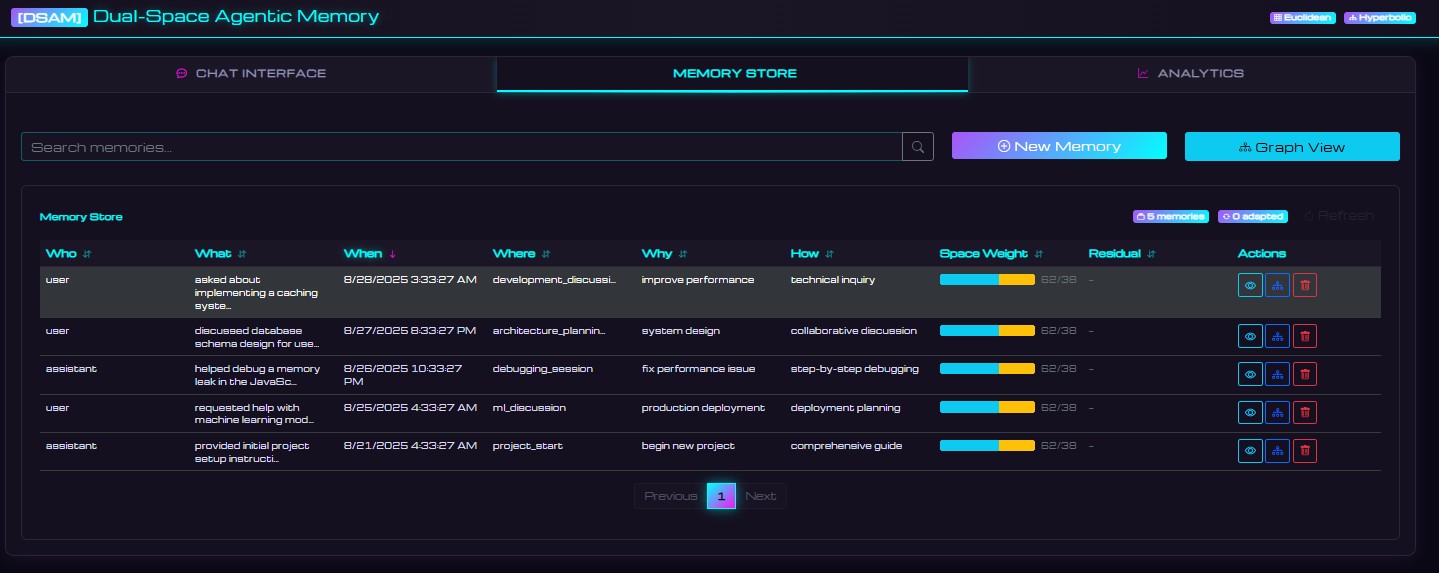 [DSAM] Dual-Space Agentic Memory
Euclidean Hyperbolic
CHAT INTERFACE MEMORY STORE ANALYTICS
Search memories... New Memory Graph View
Memory Store 5 memories 0 adapted Refresh
Who What When Where Why How Space Weight Residual Actions
user asked about 8/28/2025 3:33:27 AM development_discussi... improve performance technical inquiry 62/38 -
implementing a caching
syste...
user discussed database 8/27/2025 8:33:27 PM architecture_plannin... system design collaborative discussion 62/38 -
schema design for use...
assistant helped debug a memory 8/26/2025 10:33:27 debugging_session fix performance issue step-by-step debugging 62/38 -
leak in the JavaSc... PM
user requested help with 8/25/2025 4:33:27 AM ml_discussion production deployment deployment planning 62/38 -
machine learning mod...
assistant provided initial project 8/21/2025 4:33:27 AM project_start begin new project comprehensive guide 62/38 -
setup instructi...
Previous 1 Next